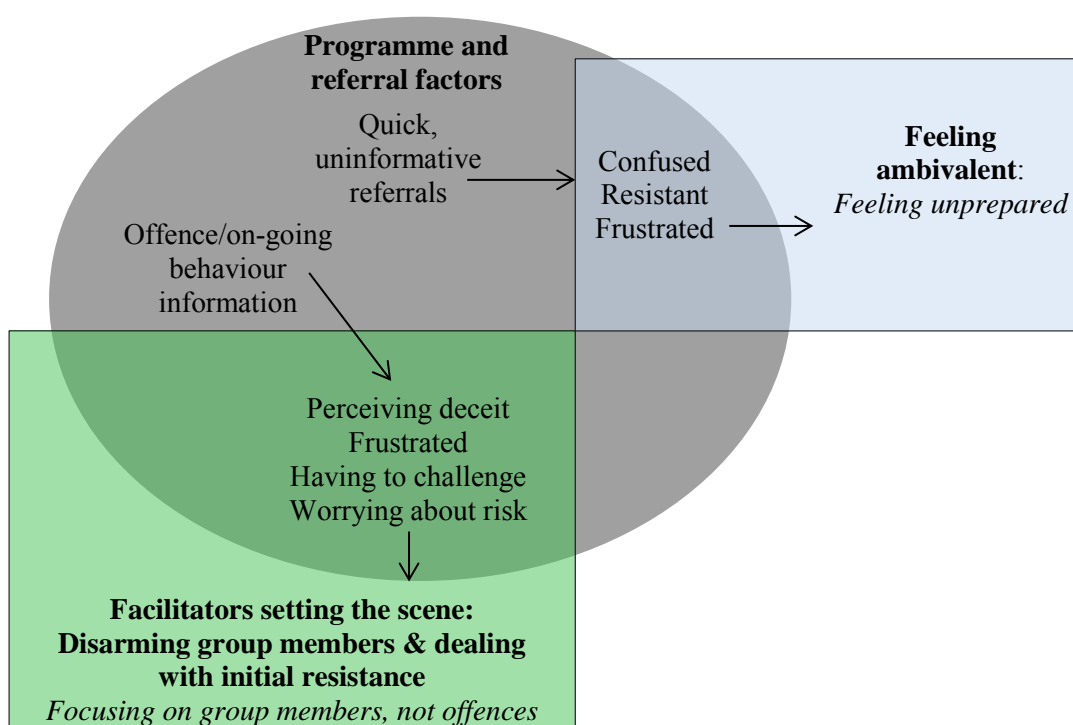 Programme and
referral factors
Quick,
uninformative
referrals
Confused
Resistant
Frustrated
Feeling
ambivalent:
Feeling unprepared
Offence/on-going
behaviour
information
Perceiving deceit
Frustrated
Having to challenge
Worrying about risk
Facilitators setting the scene:
Disarming group members & dealing
with initial resistance
Focusing on group members, not offences